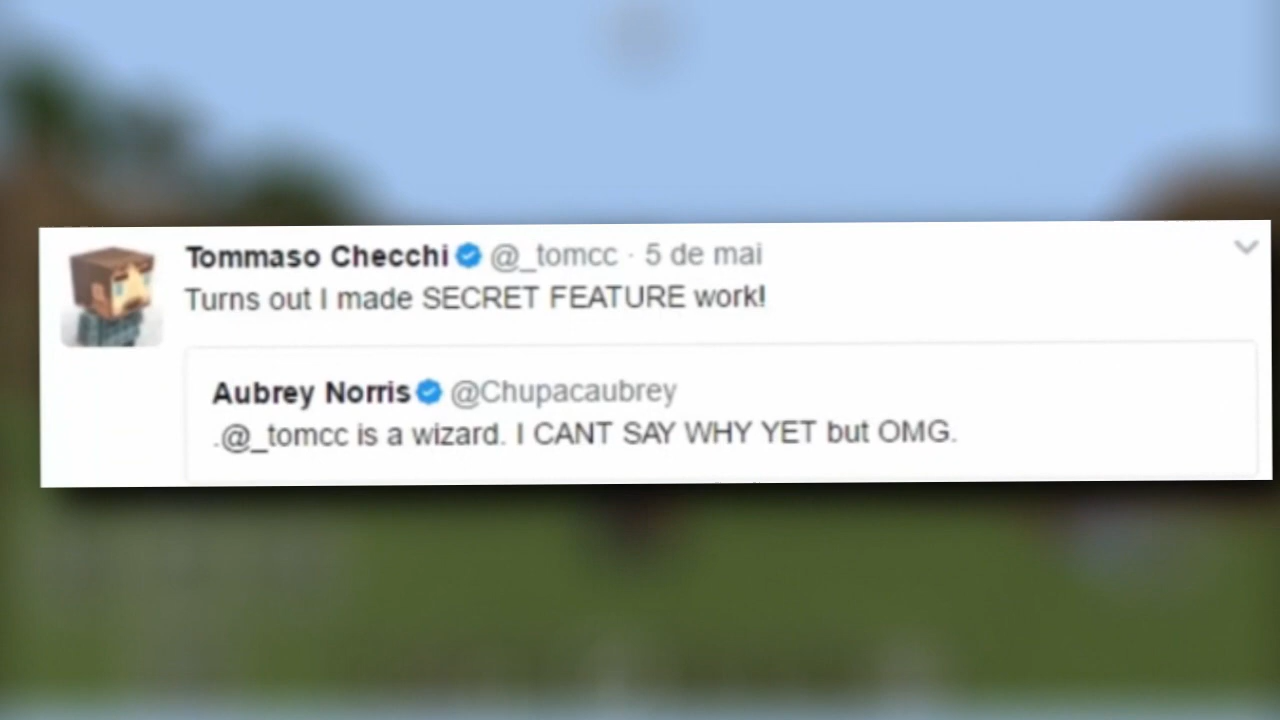 Tommaso Checchi @_tomcc · 5 de mai
Turns out I made SECRET FEATURE work!
Aubrey Norris @Chupacaubrey
.@_tomcc is a wizard. I CANT SAY WHY YET but OMG.